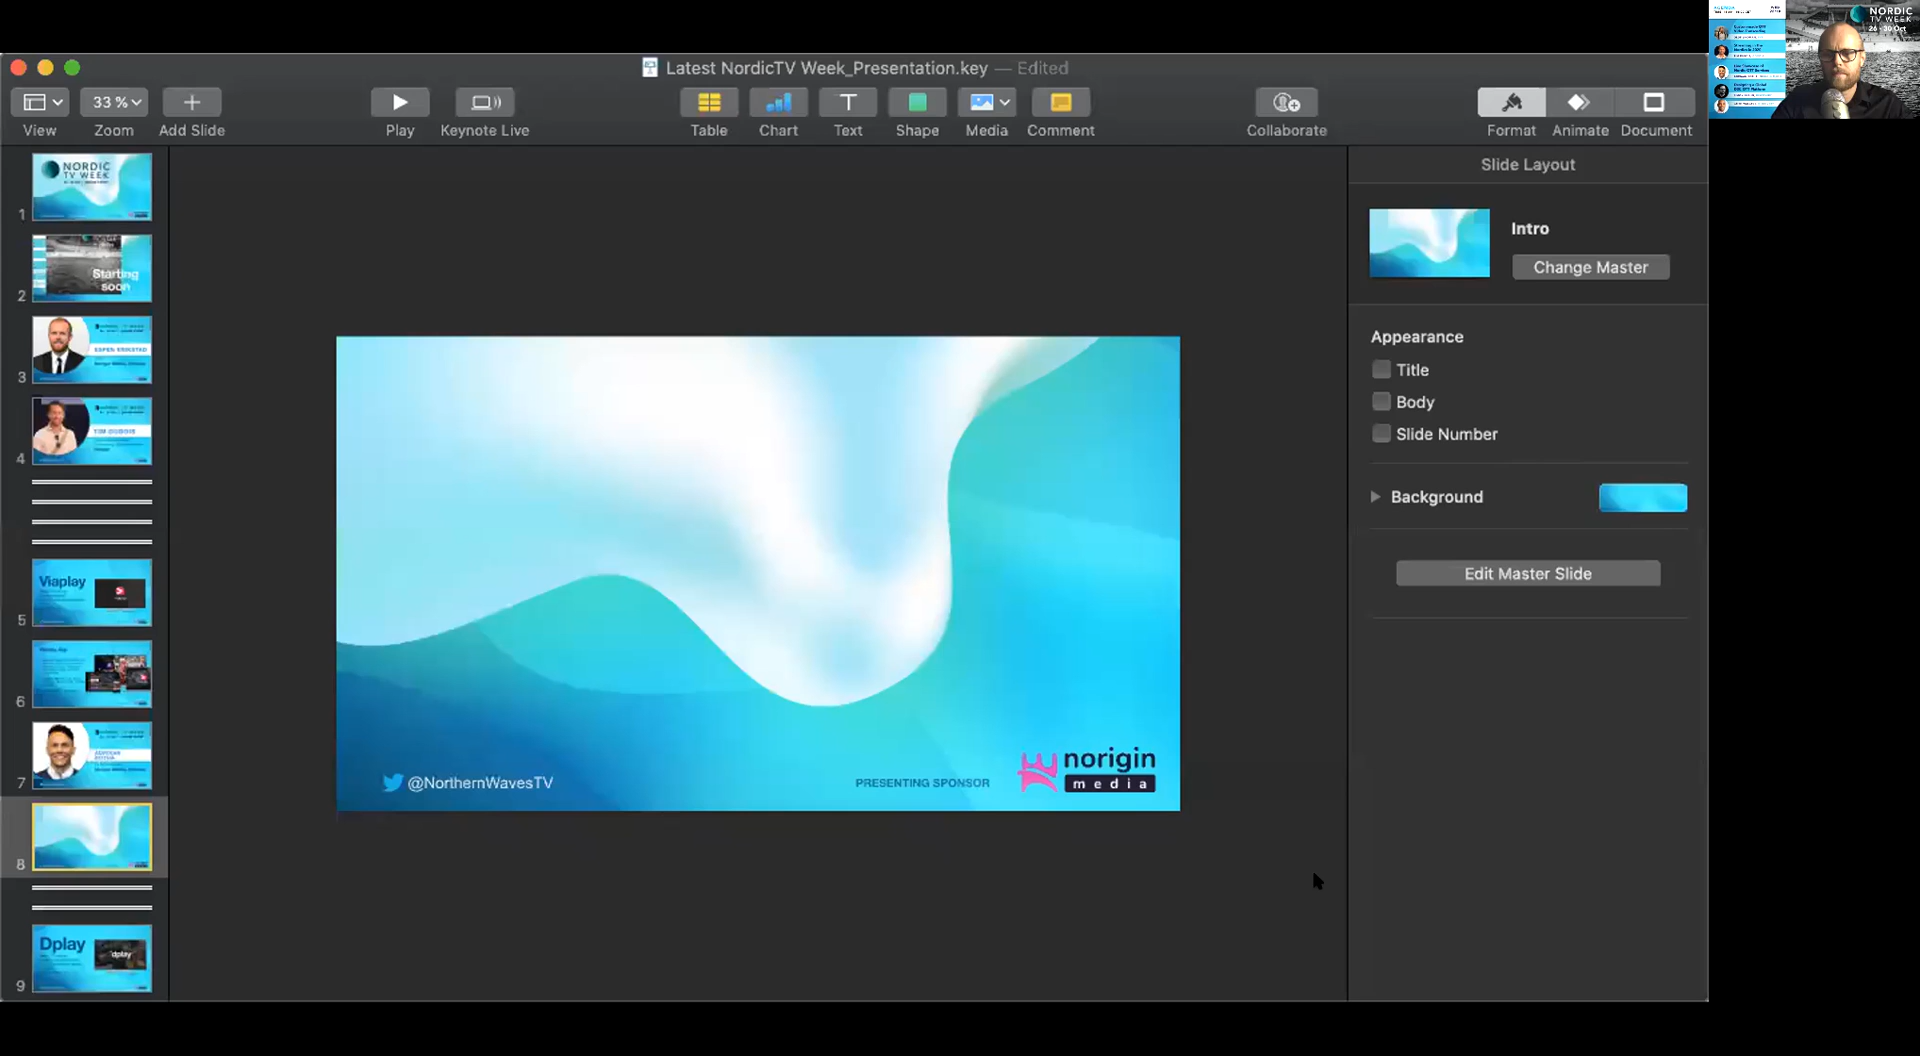 Latest NordicTV Week_Presentation.key — Edited
33 %
View
Zoom
Add Slide
Play
Keynote Live
Table
Chart
Text
Shape
Media
Comment
Collaborate
Format
Animate
Document
NORDIC
TV WEEK
1
Starting
soon
2
3
4
Viaplay
5
6
7
8
Dplay
dplay
9
@NorthernWavesTV
PRESENTING SPONSOR
norigin
media
Slide Layout
Intro
Change Master
Appearance
Title
Body
Slide Number
Background
Edit Master Slide
NORDIC
TV WEEK